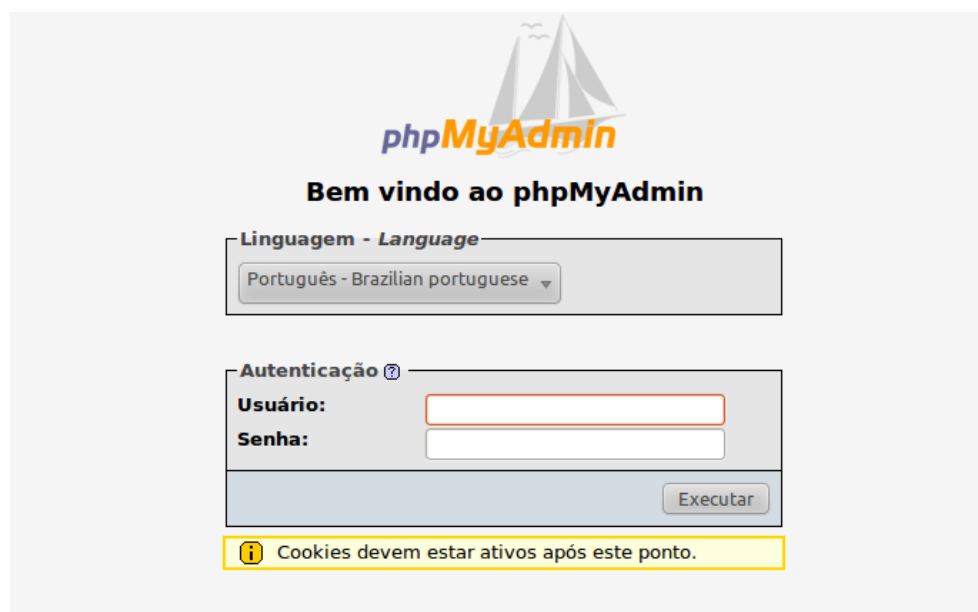 phpMyAdmin
Bem vindo ao phpMyAdmin
Linguagem - Language
Português - Brazilian portuguese
Autenticação ?
Usuário:
Senha:
Executar
i Cookies devem estar ativos após este ponto.